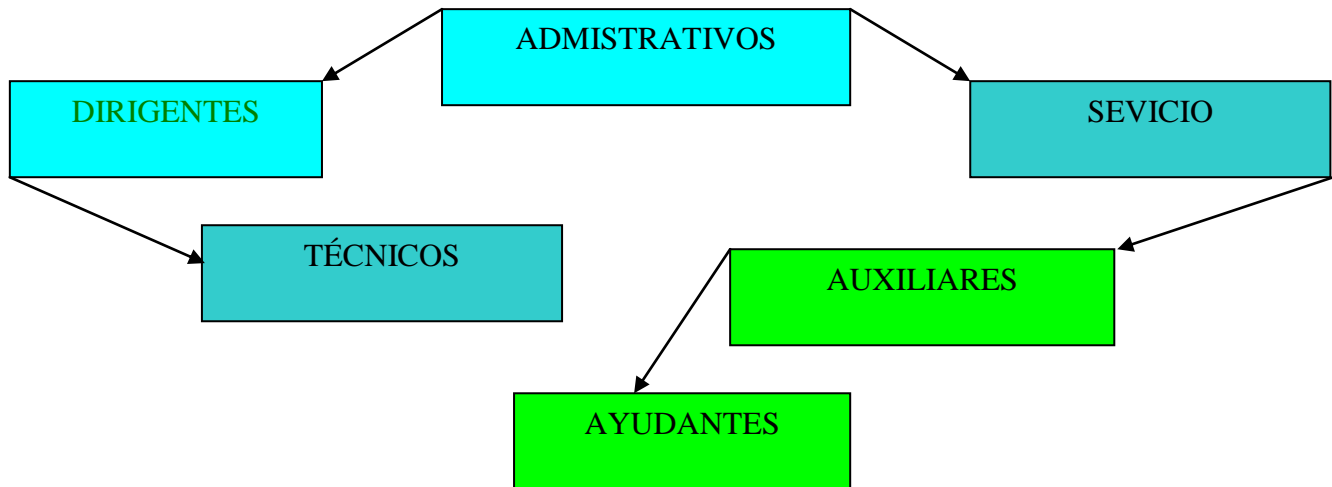 ADMISTRATIVOS
DIRIGENTES
SEVICIO
TÉCNICOS
AUXILIARES
AYUDANTES